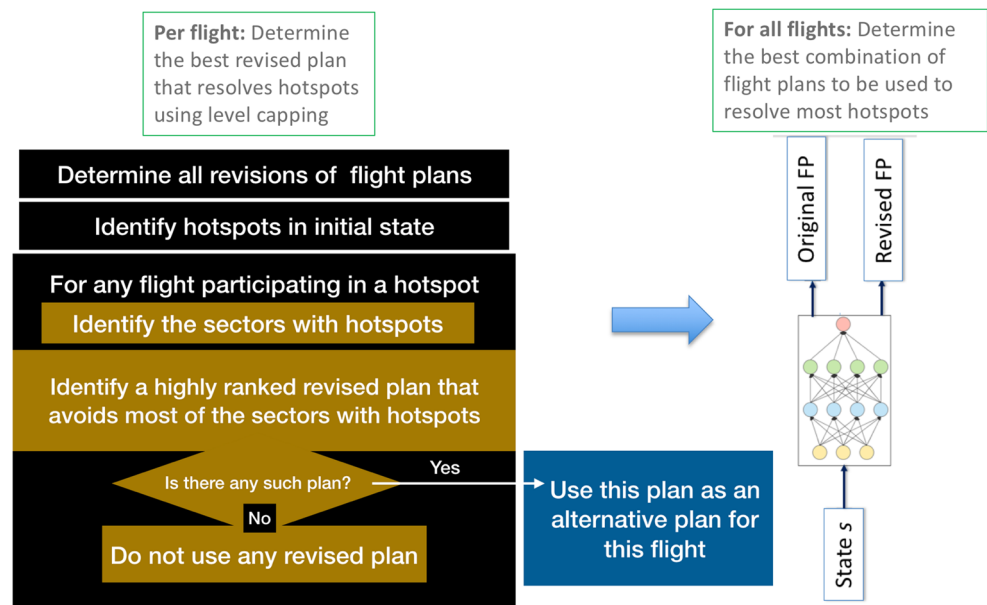 Per flight: Determine
the best revised plan
that resolves hotspots
using level capping
For all flights: Determine
the best combination of
flight plans to be used to
resolve most hotspots
Determine all revisions of flight plans
Identify hotspots in initial state
For any flight participating in a hotspot
Identify the sectors with hotspots
Identify a highly ranked revised plan that
avoids most of the sectors with hotspots
Is there any such plan?
Yes
No
Do not use any revised plan
Use this plan as an
alternative plan for
this flight
Original FP
Revised FP
State s